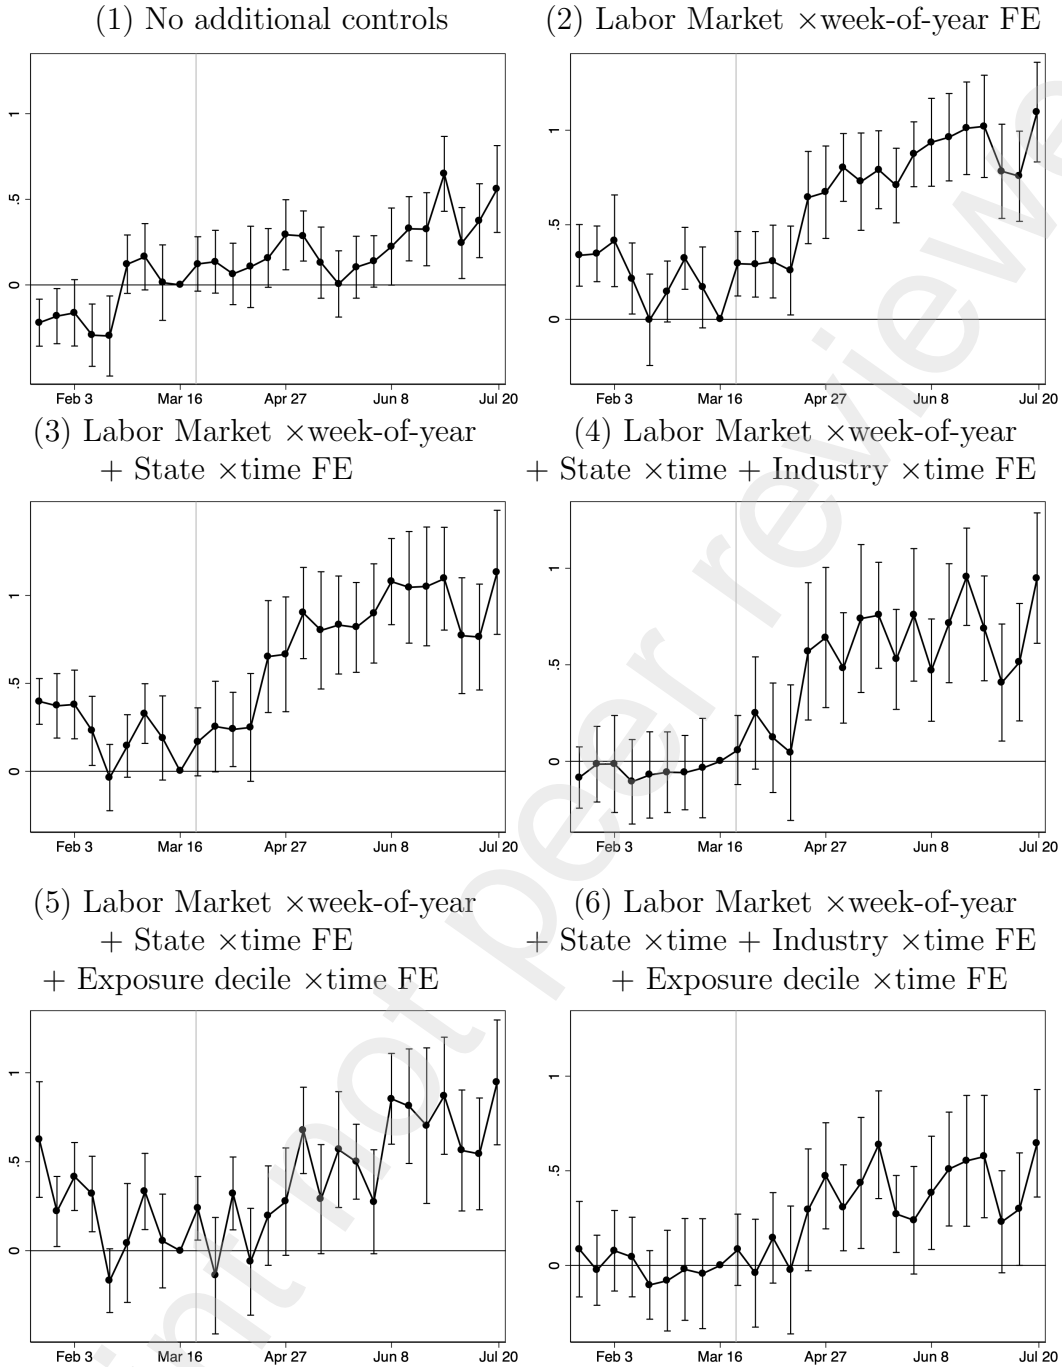 (1) No additional controls
(2) Labor Market ×week-of-year FE
1
.5
0
Feb 3 Mar 16 Apr 27 Jun 8 Jul 20
1
.5
0
Feb 3 Mar 16 Apr 27 Jun 8 Jul 20
(3) Labor Market ×week-of-year
+ State ×time FE
(4) Labor Market ×week-of-year
+ State ×time + Industry ×time FE
1
.5
0
Feb 3 Mar 16 Apr 27 Jun 8 Jul 20
1
.5
0
Feb 3 Mar 16 Apr 27 Jun 8 Jul 20
(5) Labor Market ×week-of-year
+ State ×time FE
+ Exposure decile ×time FE
(6) Labor Market ×week-of-year
+ State ×time + Industry ×time FE
+ Exposure decile ×time FE
1
.5
0
Feb 3 Mar 16 Apr 27 Jun 8 Jul 20
1
.5
0
Feb 3 Mar 16 Apr 27 Jun 8 Jul 20
not peer reviewe